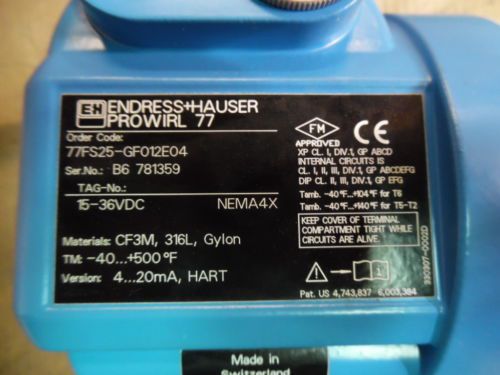 EH ENDRESS+HAUSER
PROWIRL 77
Order Code:
77FS25-GF012E04
Ser.No.: B6 781359
TAG-No.:
15-36VDC NEMA4X
Materials: CF3M, 316L, Gylon
TM: -40...+500°F
Version: 4...20mA, HART
FM
APPROVED
CE
XP CL. I, DIV.1, GP ABCD
INTERNAL CIRCUITS IS
CL. I, II, III, DIV.1, GP ABCDEFG
DIP CL. II, III, DIV.1, GP EFG
Tamb. -40°F...+104°F for T6
Tamb. -40°F...+140°F for T5-T2
KEEP COVER OF TERMINAL
COMPARTMENT TIGHT WHILE
CIRCUITS ARE ALIVE.
Pat. US 4,743,837 6,003,384
330307-0002D
Made in
Switzerland